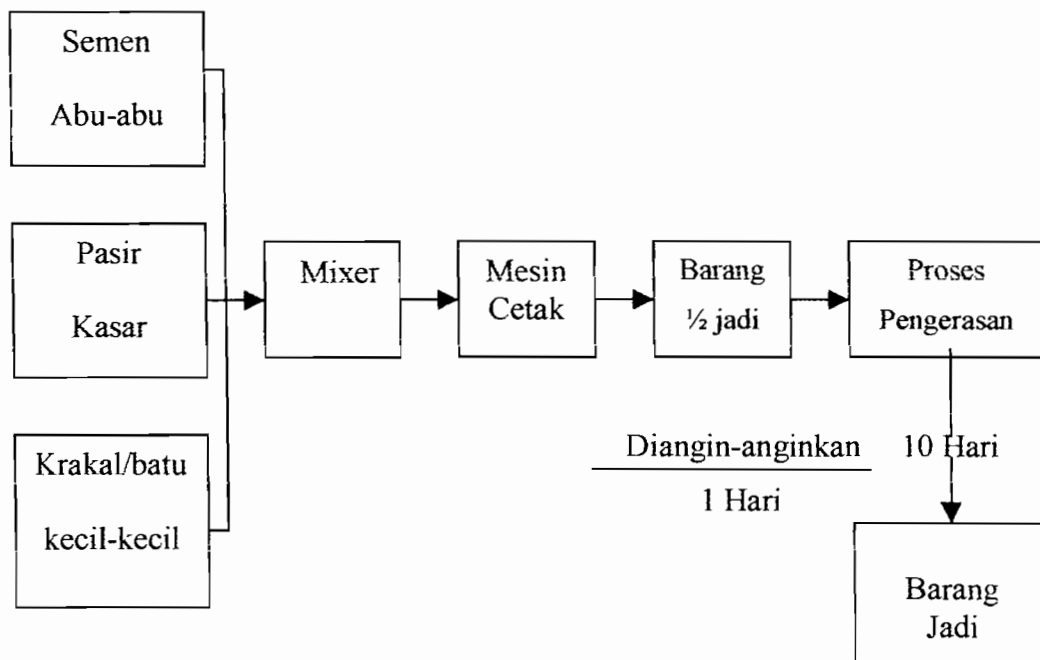 Semen
Abu-abu
Pasir
Kasar
Krakal/batu
kecil-kecil
Mixer
Mesin
Cetak
Barang
½ jadi
Proses
Pengerasan
Diangin-anginkan
1 Hari
10 Hari
Barang
Jadi